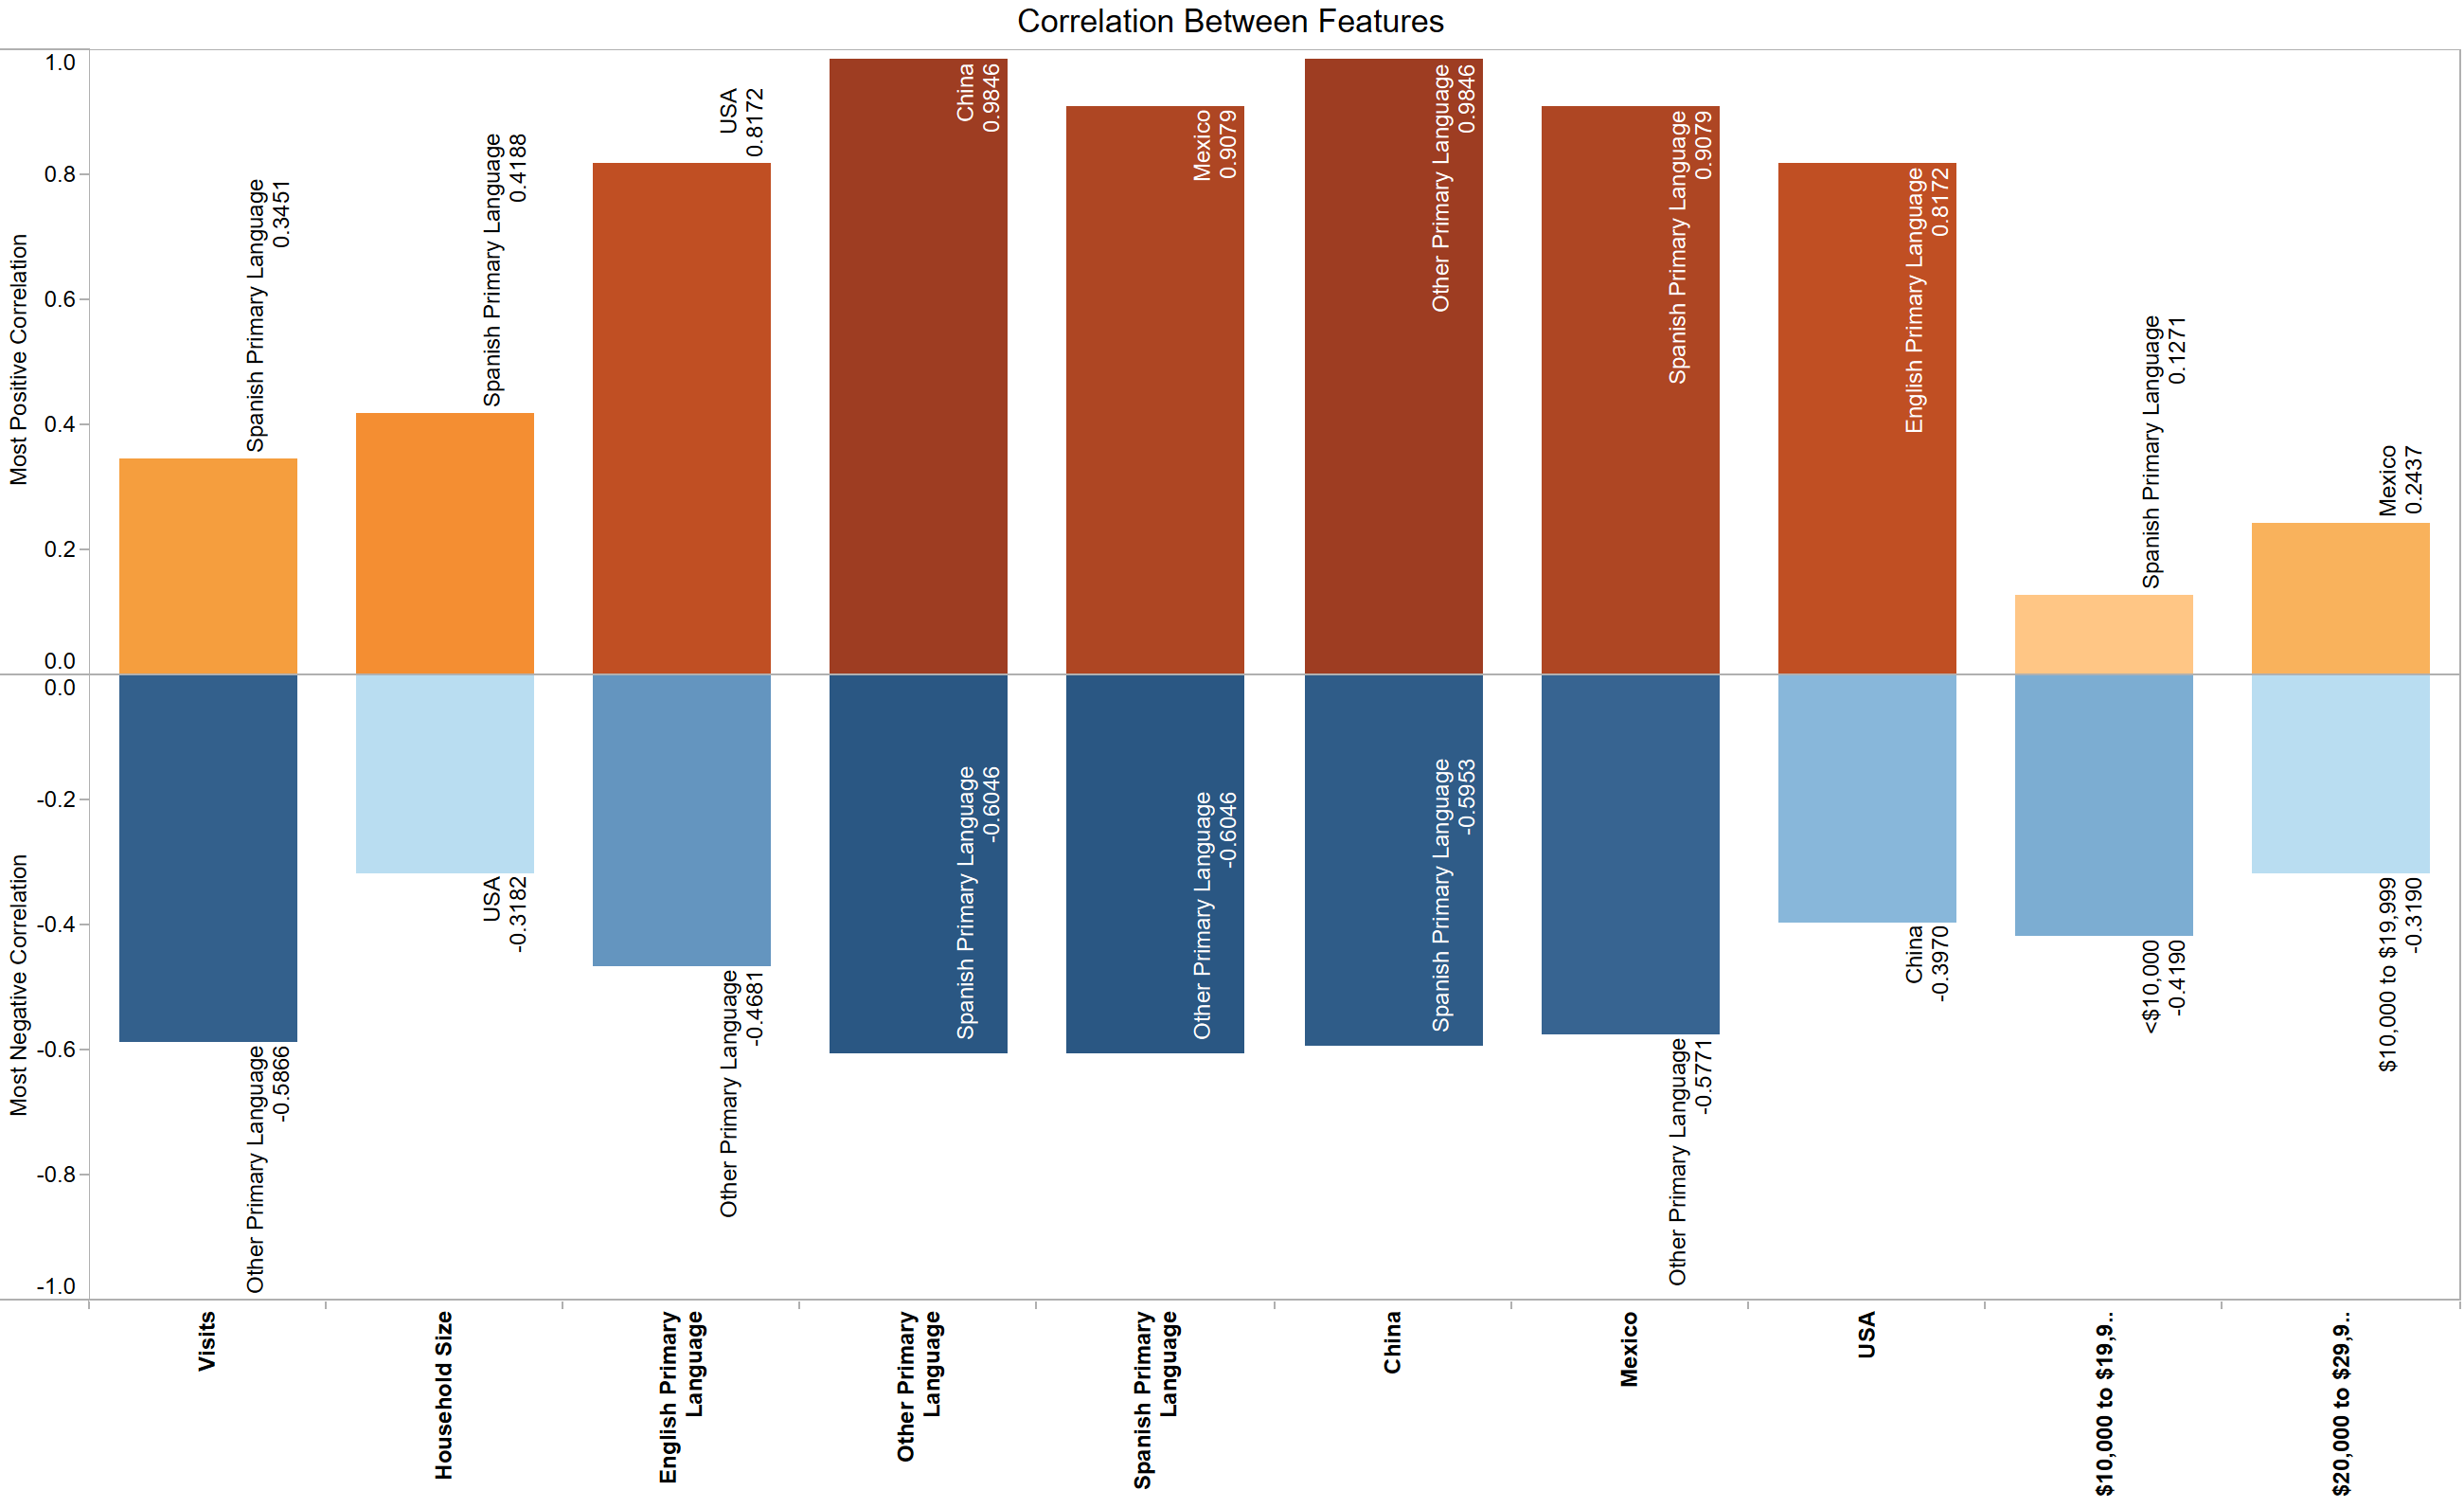 Correlation Between Features
Most Positive Correlation
1.0
0.8
0.6
0.4
0.2
0.0
Spanish Primary Language
0.3451
Spanish Primary Language
0.4188
USA
0.8172
China
0.9846
Mexico
0.9079
Other Primary Language
0.9846
Spanish Primary Language
0.9079
English Primary Language
0.8172
Spanish Primary Language
0.1271
Mexico
0.2437
Most Negative Correlation
0.0
-0.2
-0.4
-0.6
-0.8
-1.0
Other Primary Language
-0.5866
USA
-0.3182
Other Primary Language
-0.4681
Spanish Primary Language
-0.6046
Other Primary Language
-0.6046
Spanish Primary Language
-0.5953
Other Primary Language
-0.5771
China
-0.3970
<$10,000
-0.4190
$10,000 to $19,999
-0.3190
Visits
Household Size
English Primary
Language
Other Primary
Language
Spanish Primary
Language
China
Mexico
USA
$10,000 to $19,9..
$20,000 to $29,9..